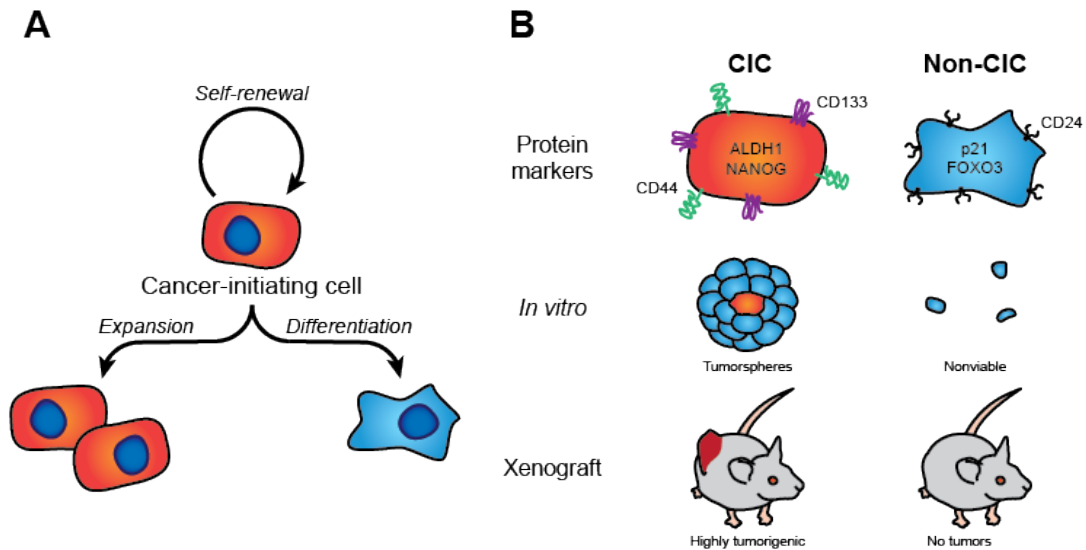 A
Self-renewal
Cancer-initiating cell
Expansion
Differentiation
B
CIC
Non-CIC
Protein
markers
CD133
CD24
ALDH1
NANOG
p21
FOXO3
CD44
In vitro
Tumorspheres
Nonviable
Xenograft
Highly tumorigenic
No tumors